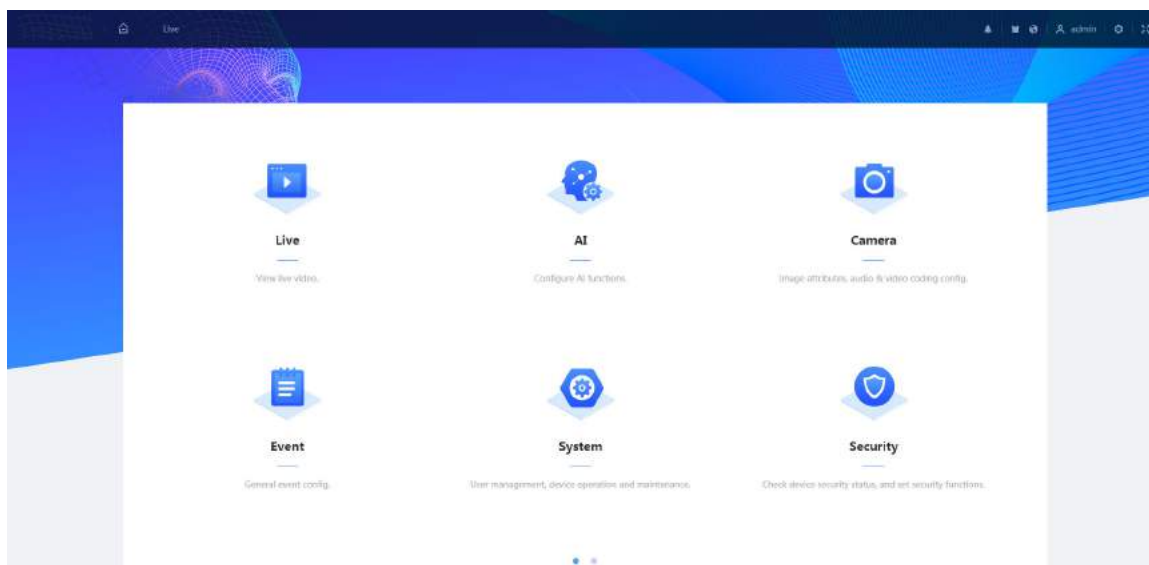 Live
admin
Live
AI
Camera
View live video.
Configure AI functions.
Image attributes, audio & video coding config.
Event
System
Security
General event config.
User management, device operation and maintenance.
Check device security status, and set security functions.